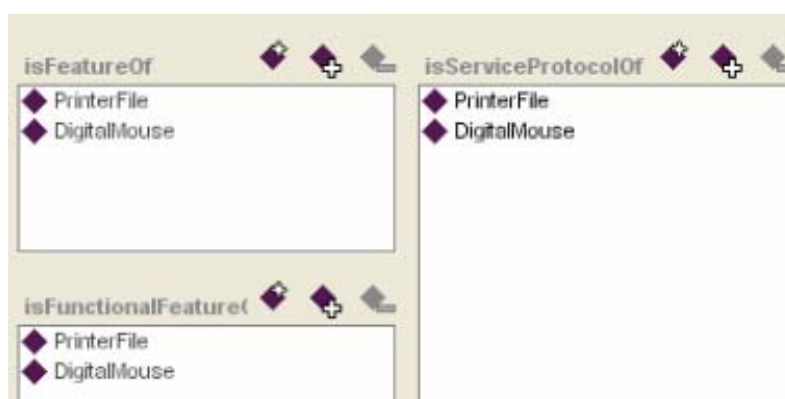 isFeatureOf
PrinterFile
DigitalMouse
isServiceProtocolOf
PrinterFile
DigitalMouse
isFunctionalFeature(
PrinterFile
DigitalMouse